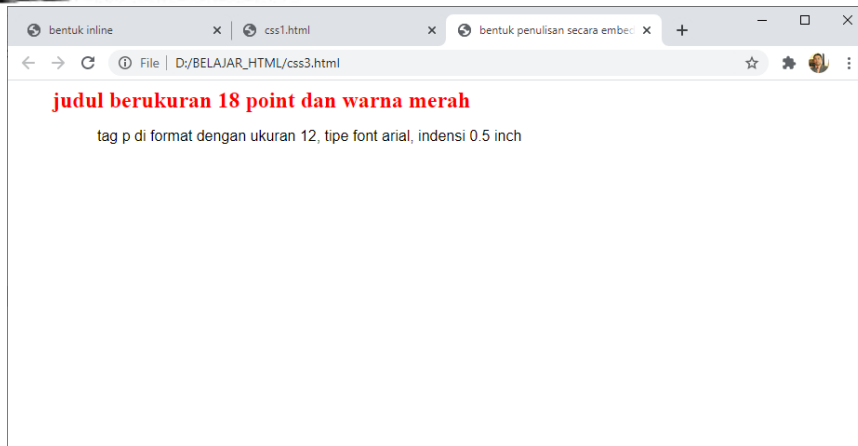 bentuk inline
css1.html
bentuk penulisan secara embed
File D:/BELAJAR_HTML/css3.html
judul berukuran 18 point dan warna merah
tag p di format dengan ukuran 12, tipe font arial, indensi 0.5 inch